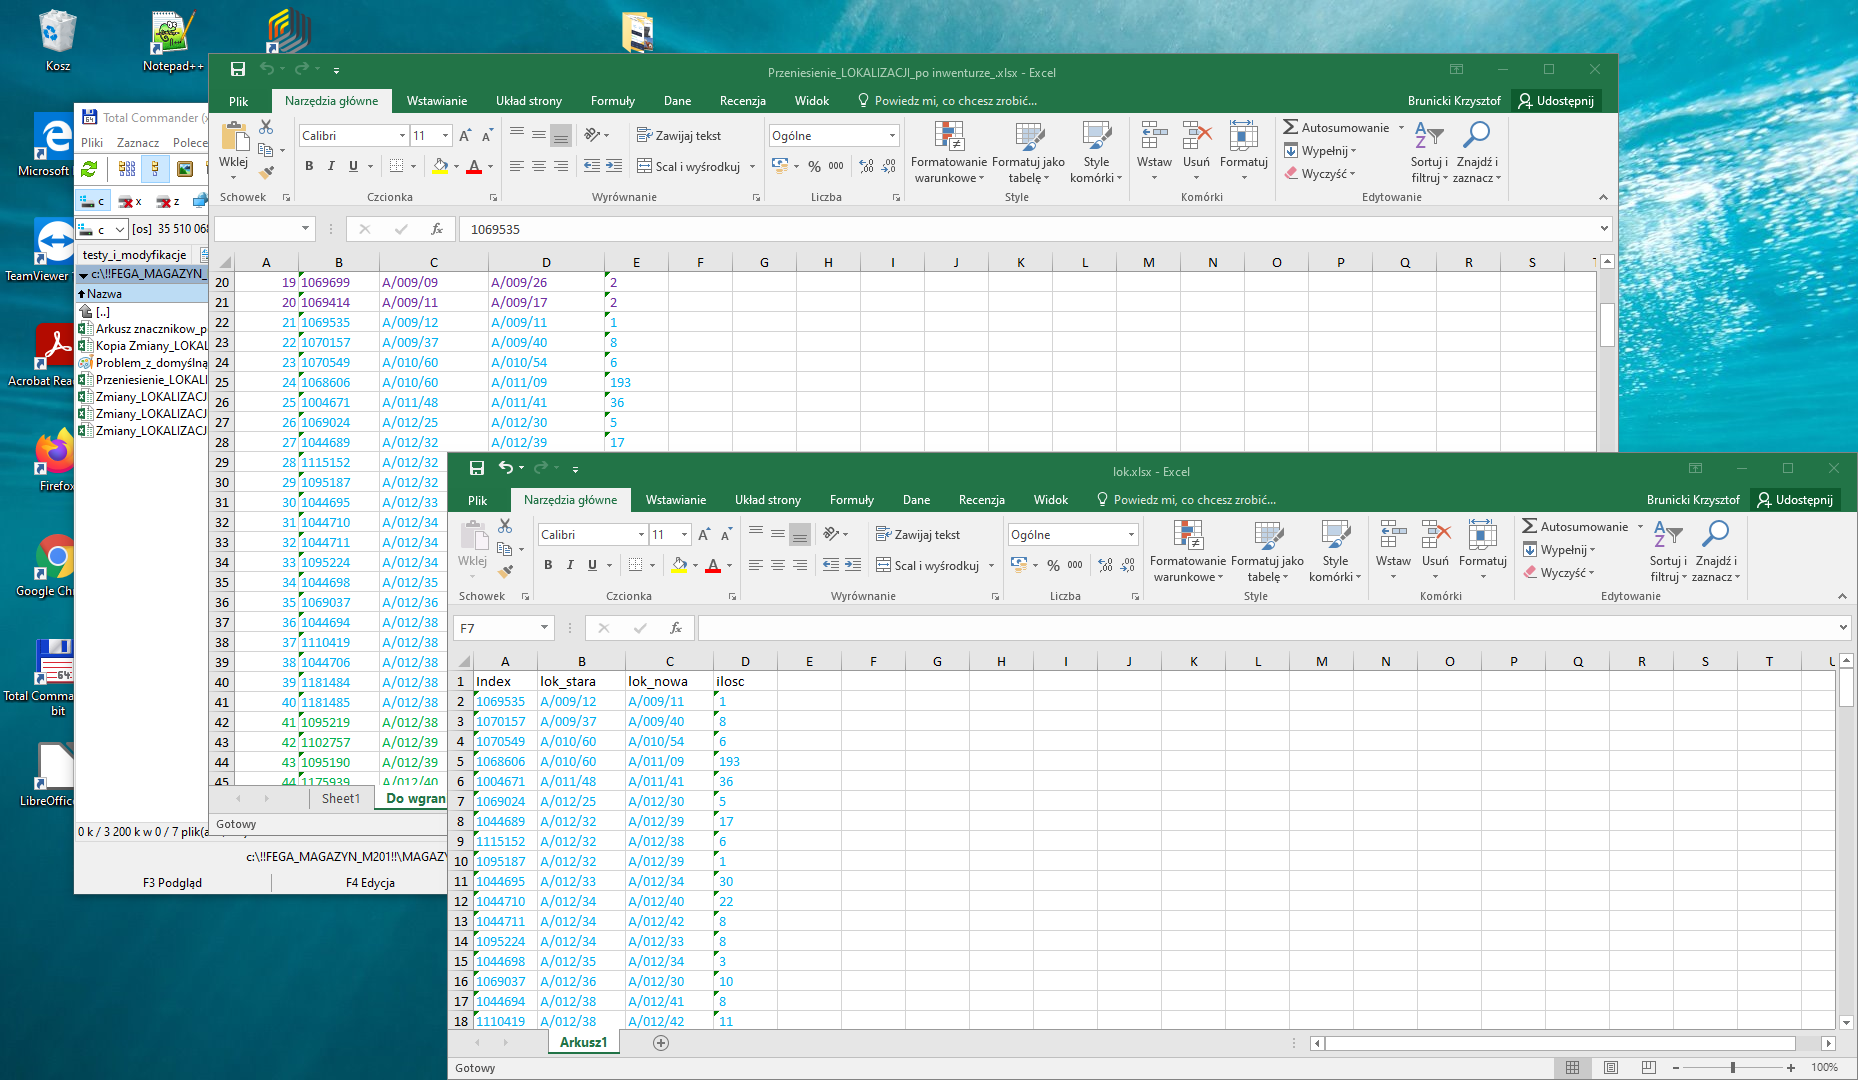 Kosz
Notepad++
Microsoft
TeamViewer
Acrobat Rea
Firefox
Google Chr
Total Comma
bit
LibreOffice
Total Commander (x
Pliki Zaznacz Polece
c x z
c [os] 35 510 068
testy_i_modyfikacje
c:\!!FEGA_MAGAZYN_
Nazwa
[..]
Arkusz znacznikow_p
Kopia Zmiany_LOKAL
Problem_z_domyślną
Przeniesienie_LOKALI
Zmiany_LOKALIZACJ
Zmiany_LOKALIZACJ
Zmiany_LOKALIZACJ
0 k / 3 200 k w 0 / 7 plik(a
c:\!!FEGA_MAGAZYN_M201!!\MAGAZY
F3 Podgląd F4 Edycja
Przeniesienie_LOKALIZACJI_po inwenturze_.xlsx - Excel
Plik Narzędzia główne Wstawianie Układ strony Formuły Dane Recenzja Widok Powiedz mi, co chcesz zrobić... Brunicki Krzysztof Udostępnij
Wklej Calibri 11 Zawijaj tekst Ogólne Formatowanie warunkowe Formatuj jako tabelę Style komórki Wstaw Usuń Formatuj Autosumowanie Sortuj i filtruj Znajdź i zaznacz
B I U Scal i wyśrodkuj % 000 Wypełnij
Wyczyść
Schowek Czcionka Wyrównanie Liczba Style Komórki Edytowanie
fx 1069535
A B C D E F G H I J K L M N O P Q R S T
20 19 1069699 A/009/09 A/009/26 2
21 20 1069414 A/009/11 A/009/17 2
22 21 1069535 A/009/12 A/009/11 1
23 22 1070157 A/009/37 A/009/40 8
24 23 1070549 A/010/60 A/010/54 6
25 24 1068606 A/010/60 A/011/09 193
26 25 1004671 A/011/48 A/011/41 36
27 26 1069024 A/012/25 A/012/30 5
28 27 1044689 A/012/32 A/012/39 17
29 28 1115152 A/012/32
30 29 1095187 A/012/32
31 30 1044695 A/012/33
32 31 1044710 A/012/34
33 32 1044711 A/012/34
34 33 1095224 A/012/34
35 34 1044698 A/012/35
36 35 1069037 A/012/36
37 36 1044694 A/012/38
38 37 1110419 A/012/38
39 38 1044706 A/012/38
40 39 1181484 A/012/38
41 40 1181485 A/012/38
42 41 1095219 A/012/38
43 42 1102757 A/012/39
44 43 1095190 A/012/39
45 44 1175939 A/012/40
Sheet1 Do wgran
Gotowy
lok.xlsx - Excel
Plik Narzędzia główne Wstawianie Układ strony Formuły Dane Recenzja Widok Powiedz mi, co chcesz zrobić... Brunicki Krzysztof Udostępnij
Wklej Calibri 11 Zawijaj tekst Ogólne Formatowanie warunkowe Formatuj jako tabelę Style komórki Wstaw Usuń Formatuj Autosumowanie Sortuj i filtruj Znajdź i zaznacz
B I U Scal i wyśrodkuj % 000 Wypełnij
Wyczyść
Schowek Czcionka Wyrównanie Liczba Style Komórki Edytowanie
F7 fx
A B C D E F G H I J K L M N O P Q R S T U
1 Index lok_stara lok_nowa ilosc
2 1069535 A/009/12 A/009/11 1
3 1070157 A/009/37 A/009/40 8
4 1070549 A/010/60 A/010/54 6
5 1068606 A/010/60 A/011/09 193
6 1004671 A/011/48 A/011/41 36
7 1069024 A/012/25 A/012/30 5
8 1044689 A/012/32 A/012/39 17
9 1115152 A/012/32 A/012/38 6
10 1095187 A/012/32 A/012/39 1
11 1044695 A/012/33 A/012/34 30
12 1044710 A/012/34 A/012/40 22
13 1044711 A/012/34 A/012/42 8
14 1095224 A/012/34 A/012/33 8
15 1044698 A/012/35 A/012/34 3
16 1069037 A/012/36 A/012/30 10
17 1044694 A/012/38 A/012/41 8
18 1110419 A/012/38 A/012/42 11
Arkusz1
Gotowy 100%